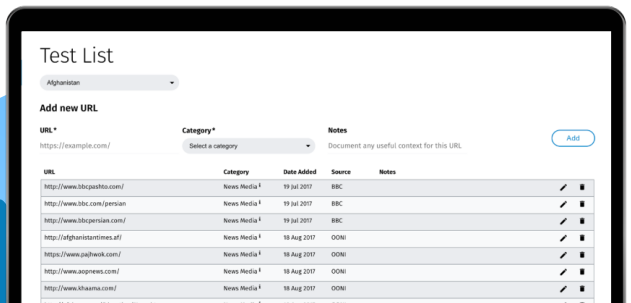 Test List
Afghanistan
Add new URL
URL* Category* Notes
https://example.com/ Select a category Document any useful context for this URL Add
URL Category Date Added Source Notes
http://www.bbcpashto.com/ News Media i 19 Jul 2017 BBC
http://www.bbc.com/persian News Media i 19 Jul 2017 BBC
http://www.bbcpersian.com/ News Media i 19 Jul 2017 BBC
http://afghanistantimes.af/ News Media i 18 Aug 2017 OONI
https://www.pajhwok.com/ News Media i 18 Aug 2017 OONI
http://www.aopnews.com/ News Media i 18 Aug 2017 OONI
http://www.khaama.com/ News Media i 18 Aug 2017 OONI